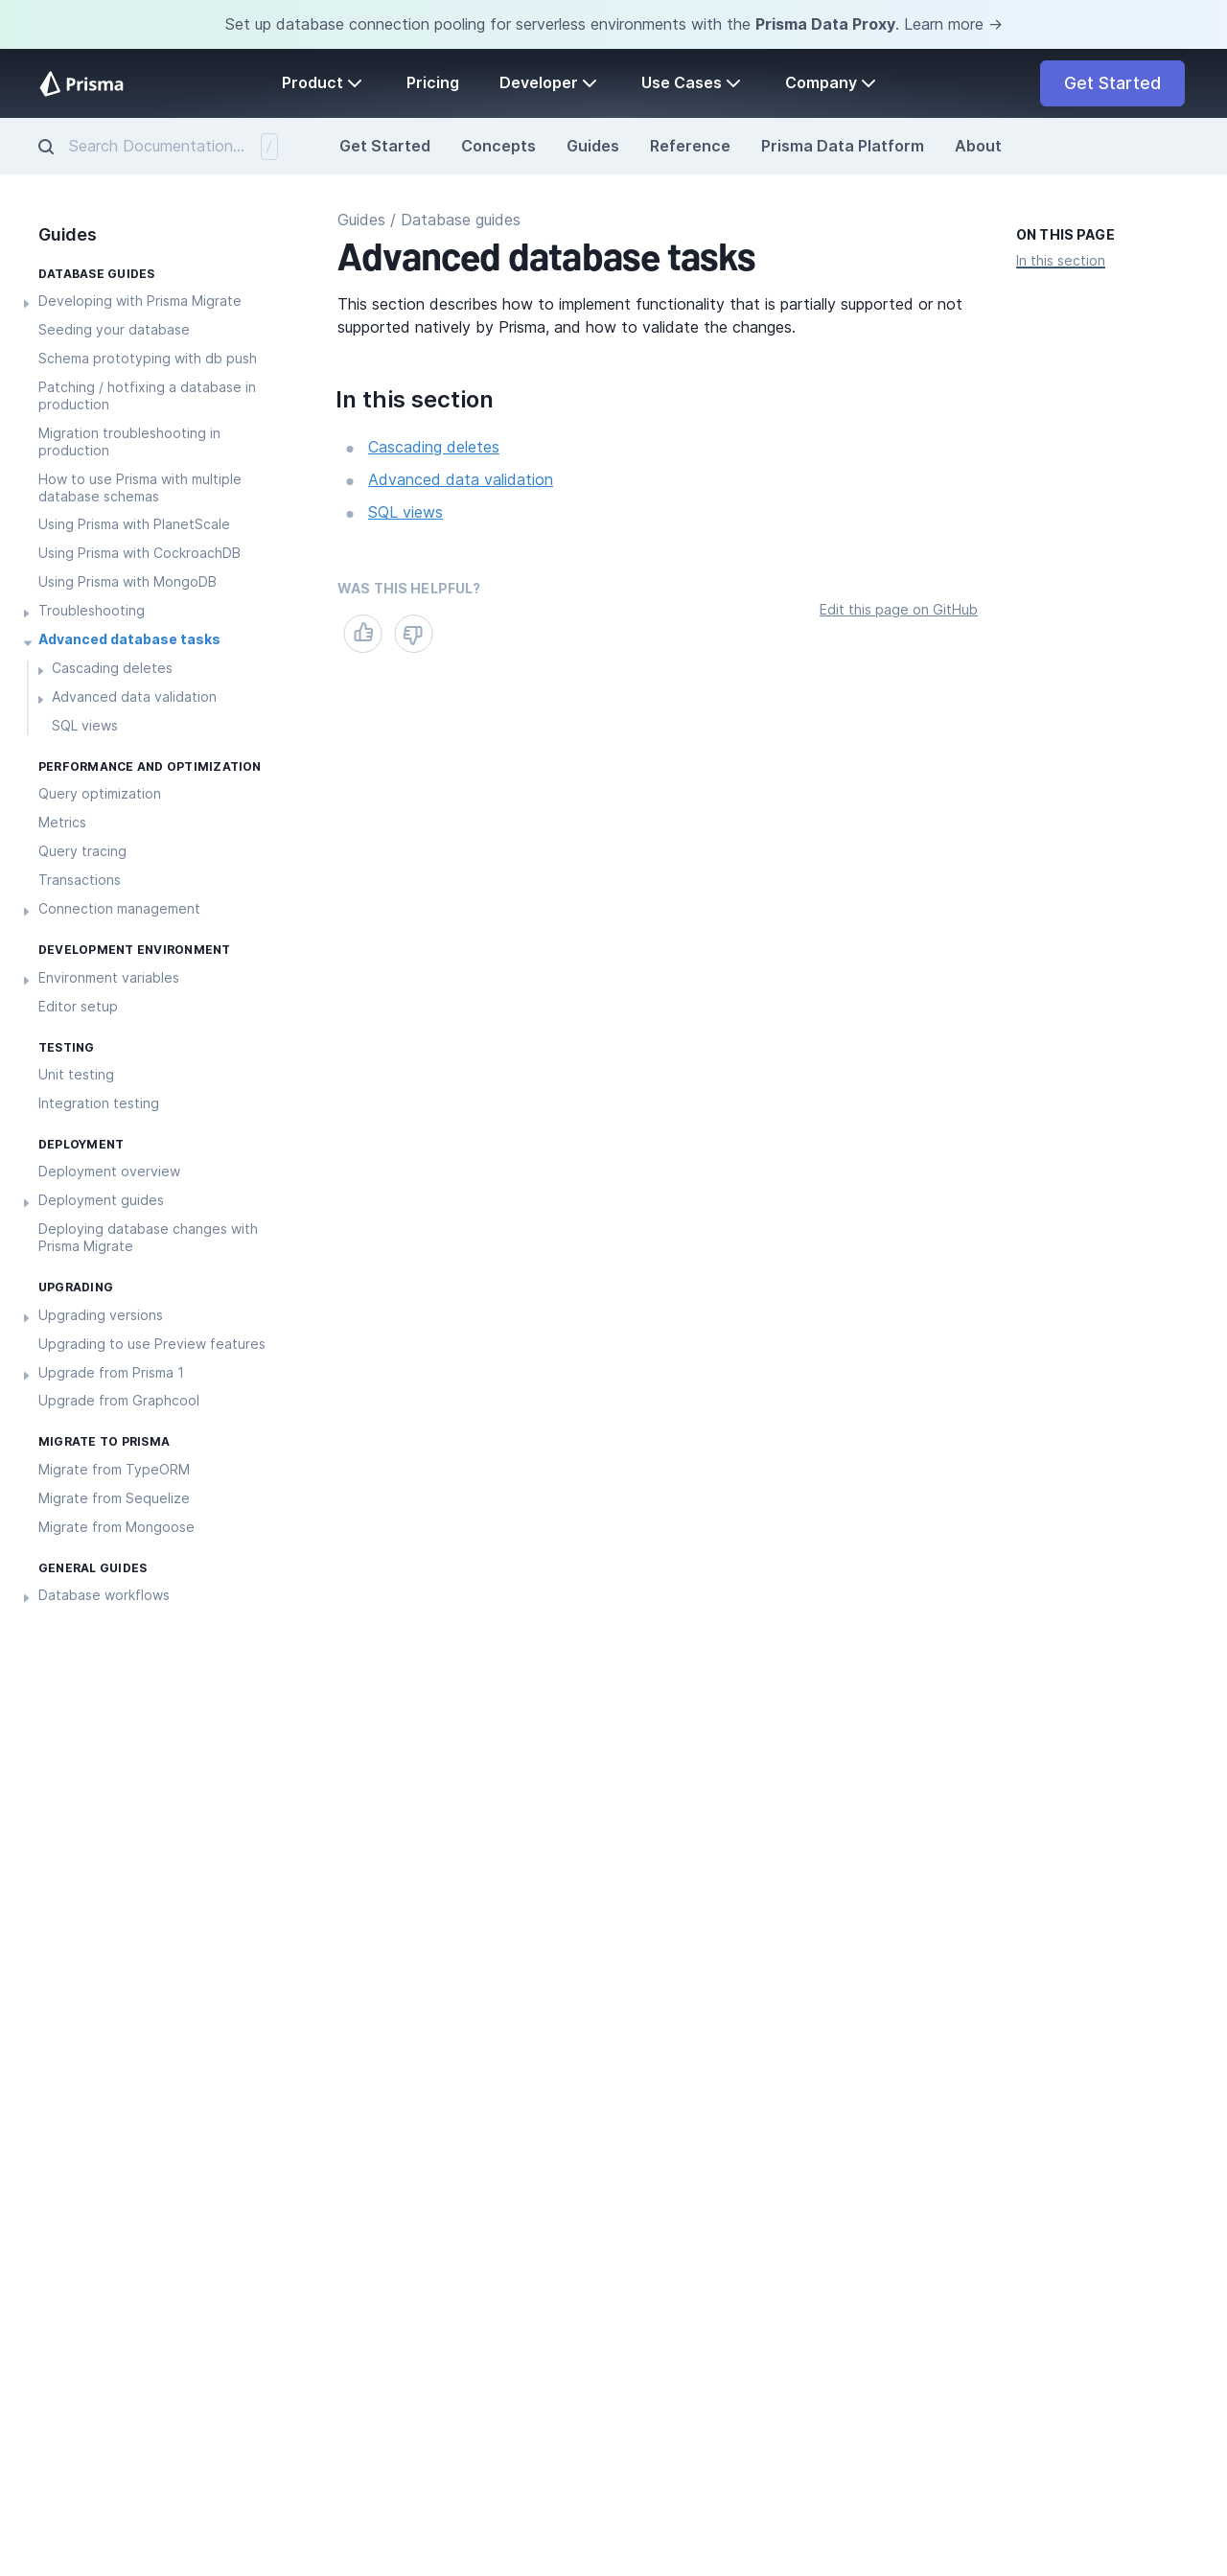 Set up database connection pooling for serverless environments with the Prisma Data Proxy. Learn more →
Prisma
Product
Pricing
Developer
Use Cases
Company
Get Started
Search Documentation...
/
Get Started
Concepts
Guides
Reference
Prisma Data Platform
About
Guides
DATABASE GUIDES
Developing with Prisma Migrate
Seeding your database
Schema prototyping with db push
Patching / hotfixing a database in
production
Migration troubleshooting in
production
How to use Prisma with multiple
database schemas
Using Prisma with PlanetScale
Using Prisma with CockroachDB
Using Prisma with MongoDB
Troubleshooting
Advanced database tasks
Cascading deletes
Advanced data validation
SQL views
PERFORMANCE AND OPTIMIZATION
Query optimization
Metrics
Query tracing
Transactions
Connection management
DEVELOPMENT ENVIRONMENT
Environment variables
Editor setup
TESTING
Unit testing
Integration testing
DEPLOYMENT
Deployment overview
Deployment guides
Deploying database changes with
Prisma Migrate
UPGRADING
Upgrading versions
Upgrading to use Preview features
Upgrade from Prisma 1
Upgrade from Graphcool
MIGRATE TO PRISMA
Migrate from TypeORM
Migrate from Sequelize
Migrate from Mongoose
GENERAL GUIDES
Database workflows
Guides / Database guides
Advanced database tasks
This section describes how to implement functionality that is partially supported or not
supported natively by Prisma, and how to validate the changes.
In this section
Cascading deletes
Advanced data validation
SQL views
WAS THIS HELPFUL?
Edit this page on GitHub
ON THIS PAGE
In this section